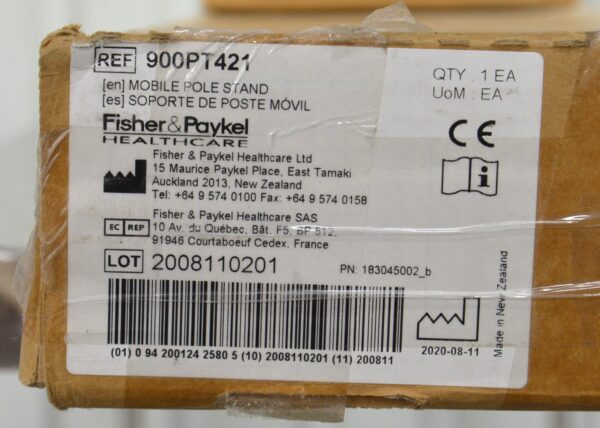 REF 900PT421
[en] MOBILE POLE STAND
[es] SOPORTE DE POSTE MÓVIL
QTY : 1 EA
UoM : EA
Fisher & Paykel
HEALTHCARE
CE
Fisher & Paykel Healthcare Ltd
15 Maurice Paykel Place, East Tamaki
Auckland 2013, New Zealand
Tel: +64 9 574 0100 Fax: +64 9 574 0158
i
EC REP
Fisher & Paykel Healthcare SAS
10 Av. du Québec, Bât. F5, BP 512,
91946 Courtaboeuf Cedex, France
LOT 2008110201
PN: 183045002_b
Made in New Zealand
2020-08-11
(01) 0 94 200124 2580 5 (10) 2008110201 (11) 200811